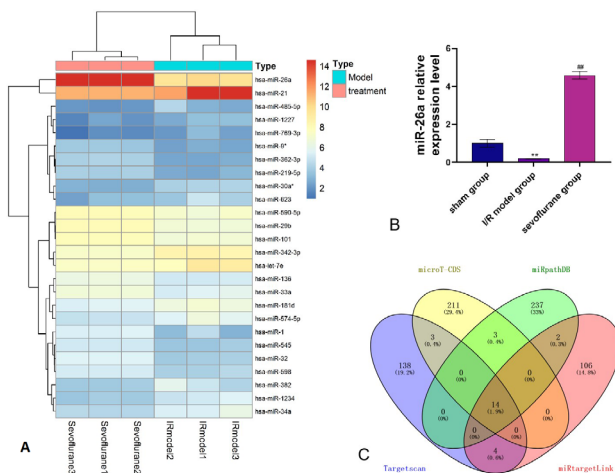 Type
hsa-miR-26a
hsa-miR-21
hsa-miR-485-5p
hsa-miR-1227
hsa-miR-769-3p
hsa-miR-9*
hsa-miR-362-3p
hsa-miR-219-5p
hsa-miR-30a*
hsa-miR-623
hsa-miR-590-5p
hsa-miR-29b
hsa-miR-101
hsa-miR-342-3p
hsa-let-7e
hsa-miR-136
hsa-miR-33a
hsa-miR-181d
hsa-miR-574-5p
hsa-miR-1
hsa-miR-545
hsa-miR-32
hsa-miR-598
hsa-miR-382
hsa-miR-1234
hsa-miR-34a
Sevoflurane3
Sevoflurane1
Sevoflurane2
IRmodel2
IRmodel1
IRmodel3
A
14
12
10
8
6
4
2
Type
Model
treatment
miR-26a relative
expression level
6
4
2
0
**
##
sham group
I/R model group
sevoflurane group
B
microT-CDS
miRpathDB
Targetscan
miRtargetLink
211
(29.4%)
237
(33%)
3
(0.4%)
3
(0.4%)
2
(0.3%)
138
(19.2%)
106
(14.8%)
0
(0%)
0
(0%)
14
(1.9%)
0
(0%)
0
(0%)
0
(0%)
0
(0%)
4
(0.6%)
C